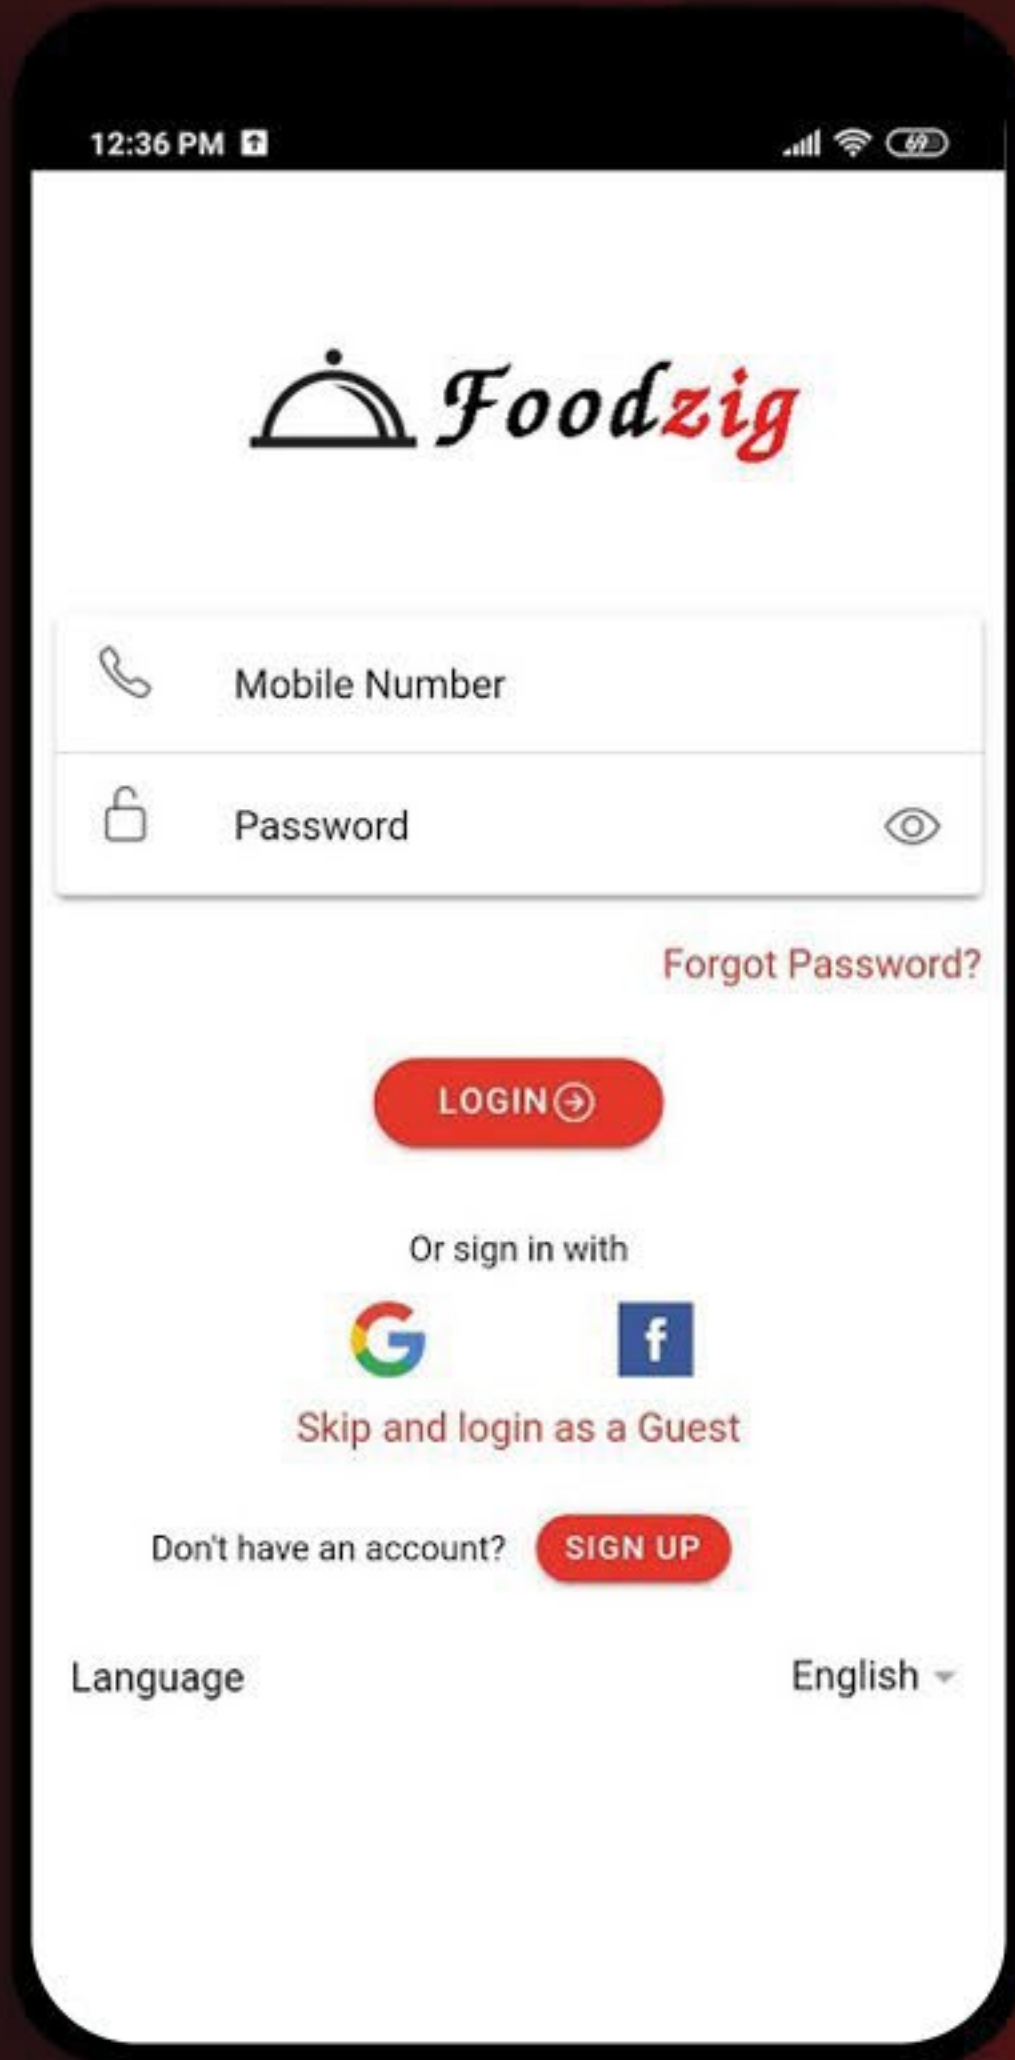 12:36 PM 69
Foodzig
Mobile Number
Password
Forgot Password?
LOGIN
Or sign in with
Skip and login as a Guest
Don't have an account? SIGN UP
Language English